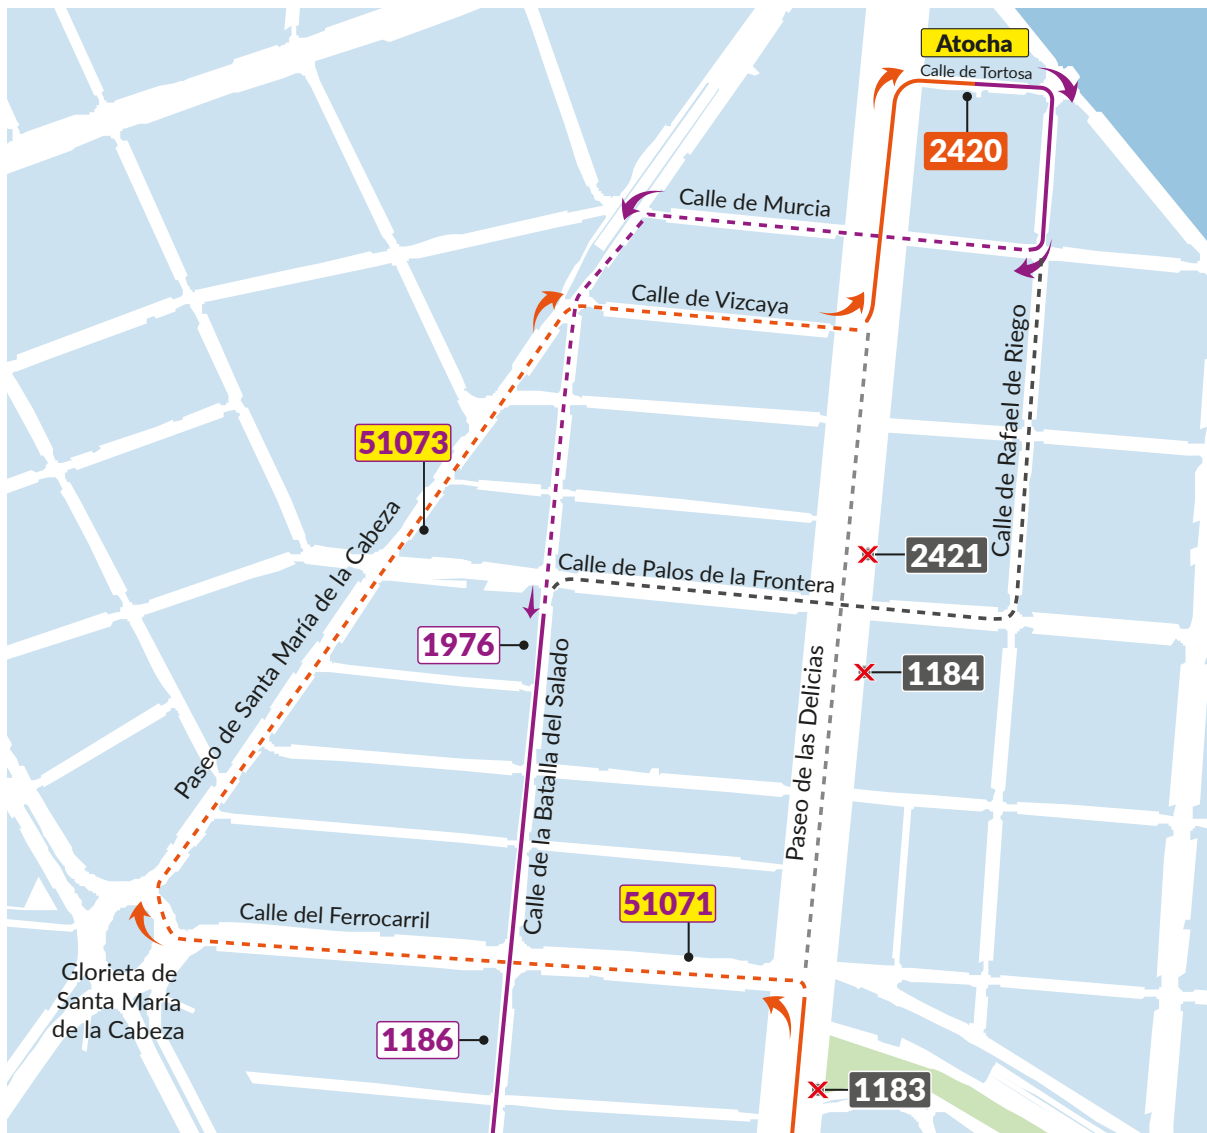 Atocha
Calle de Tortosa
2420
Calle de Murcia
Calle de Vizcaya
Calle de Rafael de Riego
51073
Paseo de Santa María de la Cabeza
2421
Calle de Palos de la Frontera
1976
1184
Calle de la Batalla del Salado
Paseo de las Delicias
51071
Calle del Ferrocarril
Glorieta de
Santa María
de la Cabeza
1186
1183